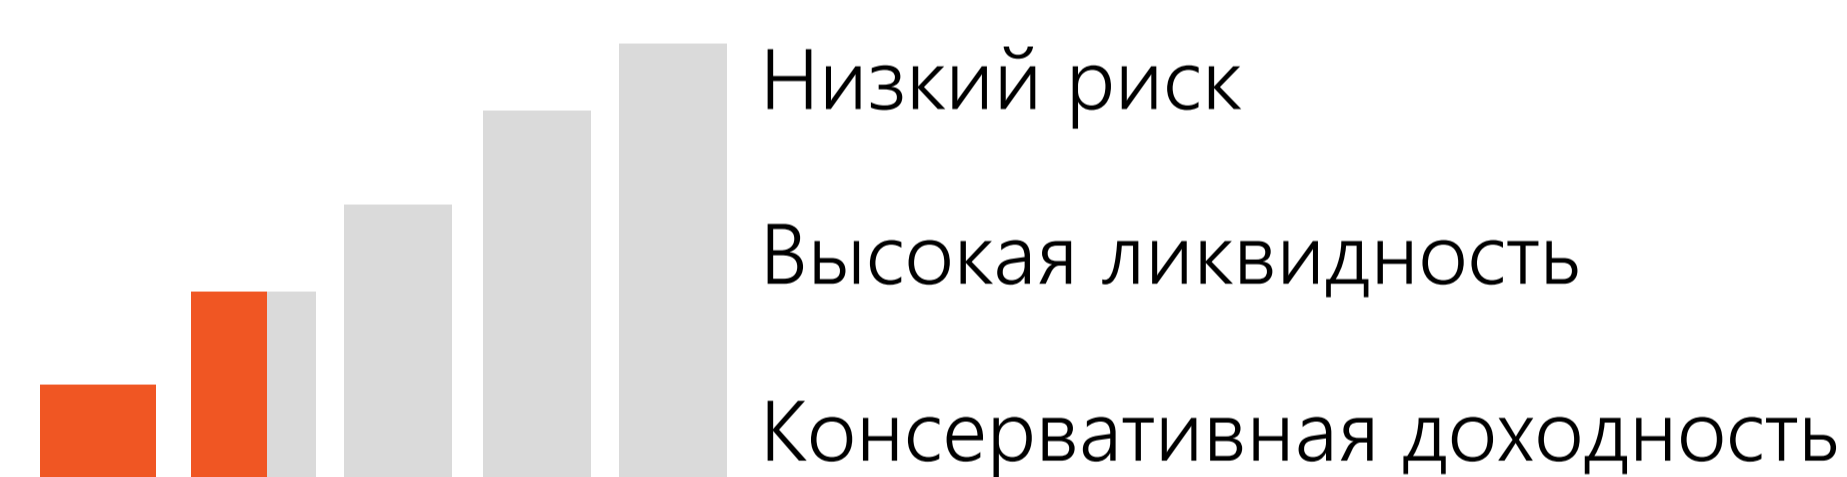 Низкий риск
Высокая ликвидность
Консервативная доходность